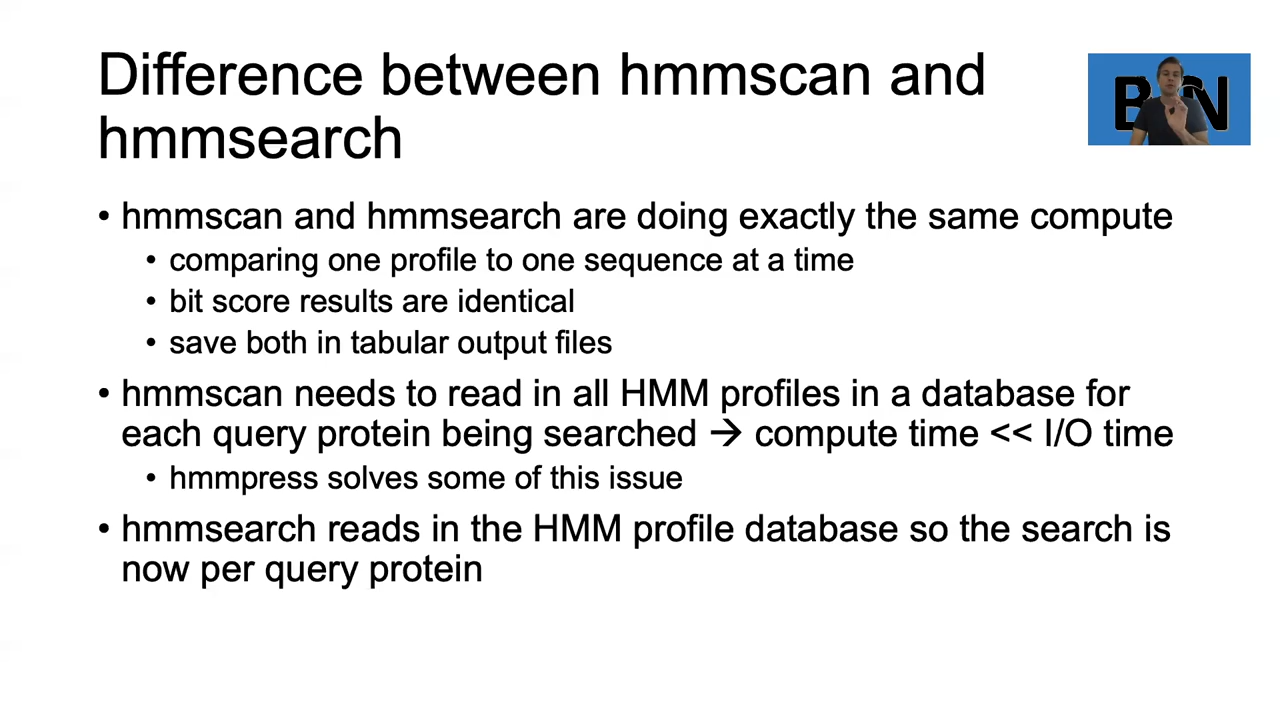 Difference between hmmscan and
hmmsearch
• hmmscan and hmmsearch are doing exactly the same compute
• comparing one profile to one sequence at a time
• bit score results are identical
• save both in tabular output files
• hmmscan needs to read in all HMM profiles in a database for
each query protein being searched → compute time << I/O time
• hmmpress solves some of this issue
• hmmsearch reads in the HMM profile database so the search is
now per query protein